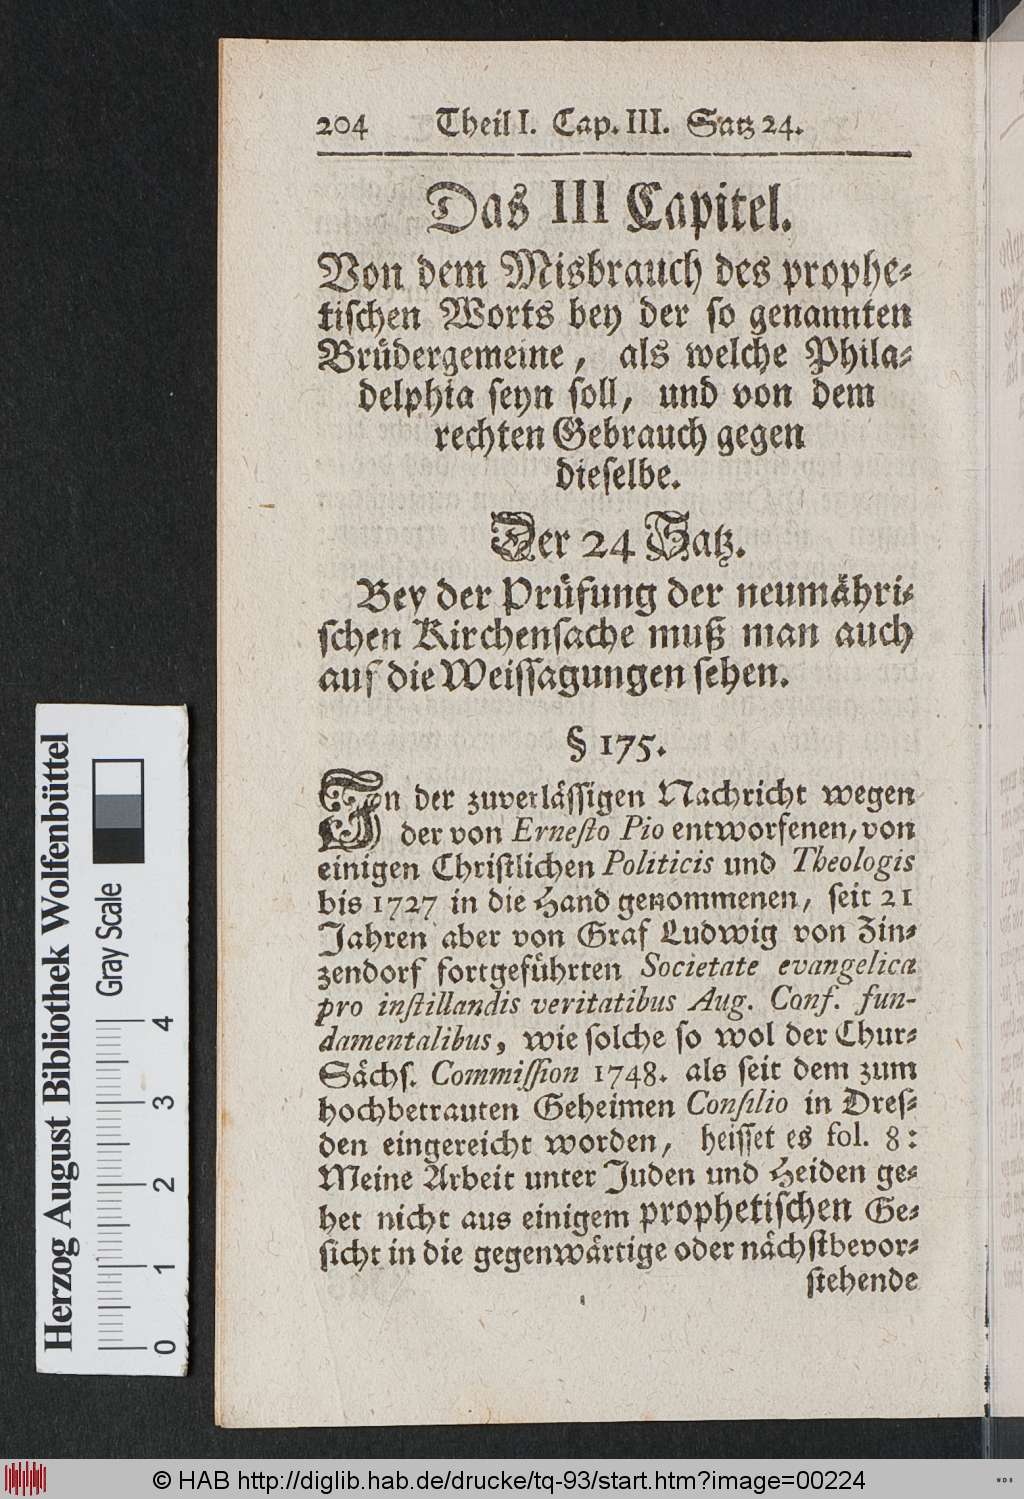 204 Theil I. Cap. III. Satz 24.
Das III Capitel.
Von dem Misbrauch des prophe-
tischen Worts bey der so genannten
Brüdergemeine, als welche Phila-
delphia seyn soll, und von dem
rechten Gebrauch gegen
dieselbe.
Der 24 Satz.
Bey der Prüfung der neumähri-
schen Kirchensache muß man auch
auf die Weissagungen sehen.
§ 175.
In der zuverlässigen Nachricht wegen
der von Ernesto Pio entworfenen, von
einigen Christlichen Politicis und Theologis
bis 1727 in die Hand genommenen, seit 21
Jahren aber von Graf Ludwig von Zin-
zendorf fortgeführten Societate evangelica
pro instillandis veritatibus Aug. Conf. fun-
damentalibus, wie solche so wol der Chur-
Sächs. Commission 1748. als seit dem zum
hochbetrauten Geheimen Consilio in Dres-
den eingereicht worden, heisset es fol. 8:
Meine Arbeit unter Juden und Heiden ge-
het nicht aus einigem prophetischen Ge-
sicht in die gegenwärtige oder nächstbevor-
stehende
Herzog August Bibliothek Wolfenbüttel
Gray Scale
0 1 2 3 4
© HAB http://diglib.hab.de/drucke/tq-93/start.htm?image=00224